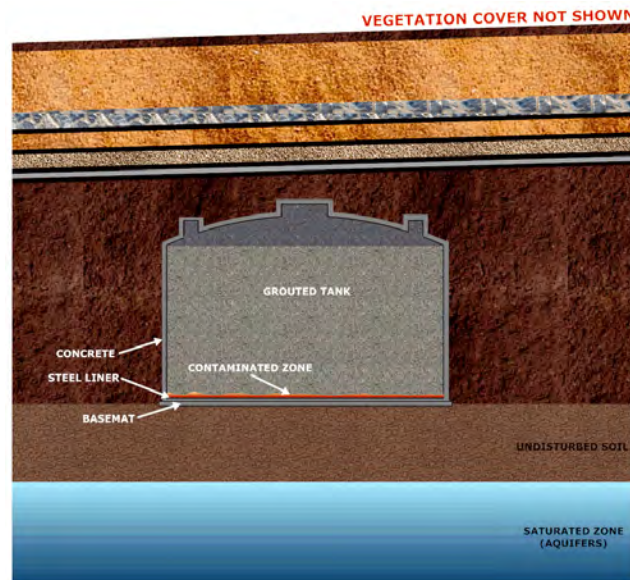 VEGETATION COVER NOT SHOWN
GROUTED TANK
CONCRETE
CONTAMINATED ZONE
STEEL LINER
BASEMAT
UNDISTURBED SOIL
SATURATED ZONE
(AQUIFERS)